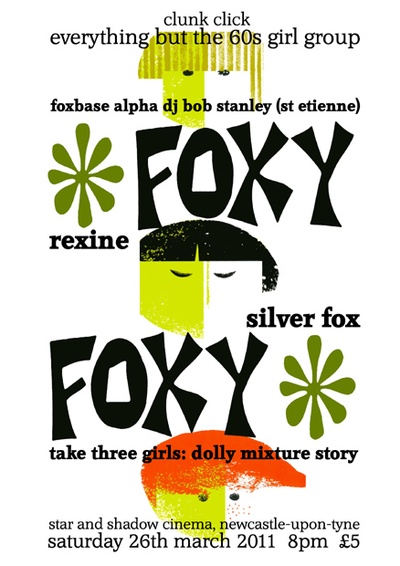 clunk click
everything but the 60s girl group
foxbase alpha dj bob stanley (st etienne)
FOXY
rexine
silver fox
FOXY
take three girls: dolly mixture story
star and shadow cinema, newcastle-upon-tyne
saturday 26th march 2011 8pm £5